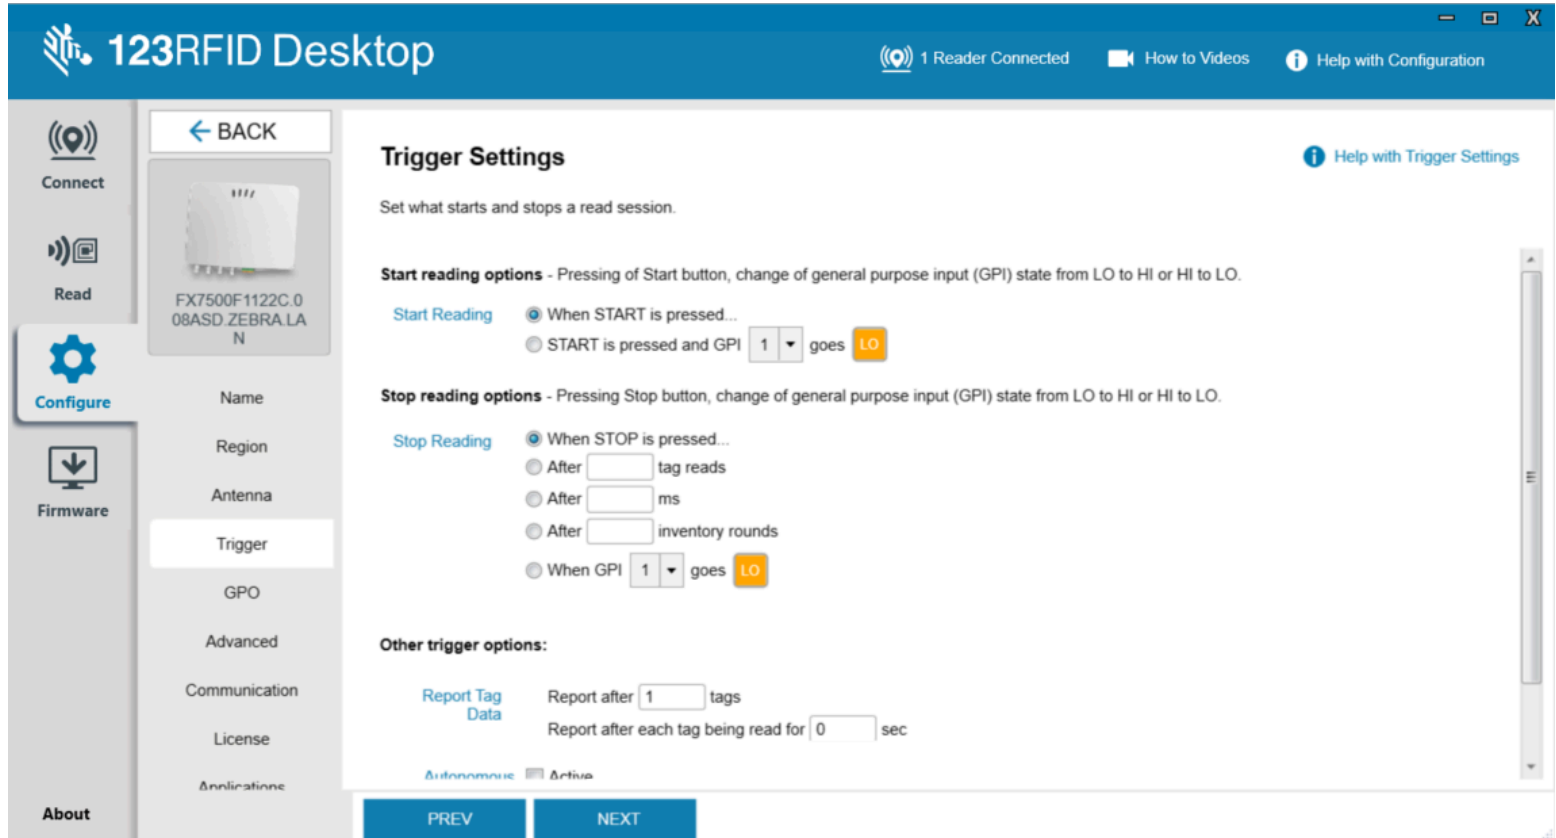 123RFID Desktop
1 Reader Connected
How to Videos
Help with Configuration
Connect
Read
Configure
Firmware
About
BACK
FX7500F1122C.0
08ASD.ZEBRA.LA
N
Name
Region
Antenna
Trigger
GPO
Advanced
Communication
License
Applications
Trigger Settings
Help with Trigger Settings
Set what starts and stops a read session.
Start reading options - Pressing of Start button, change of general purpose input (GPI) state from LO to HI or HI to LO.
Start Reading
When START is pressed...
START is pressed and GPI 1 goes LO
Stop reading options - Pressing Stop button, change of general purpose input (GPI) state from LO to HI or HI to LO.
Stop Reading
When STOP is pressed...
After tag reads
After ms
After inventory rounds
When GPI 1 goes LO
Other trigger options:
Report Tag
Data
Report after 1 tags
Report after each tag being read for 0 sec
Autonomous
Active
PREV
NEXT